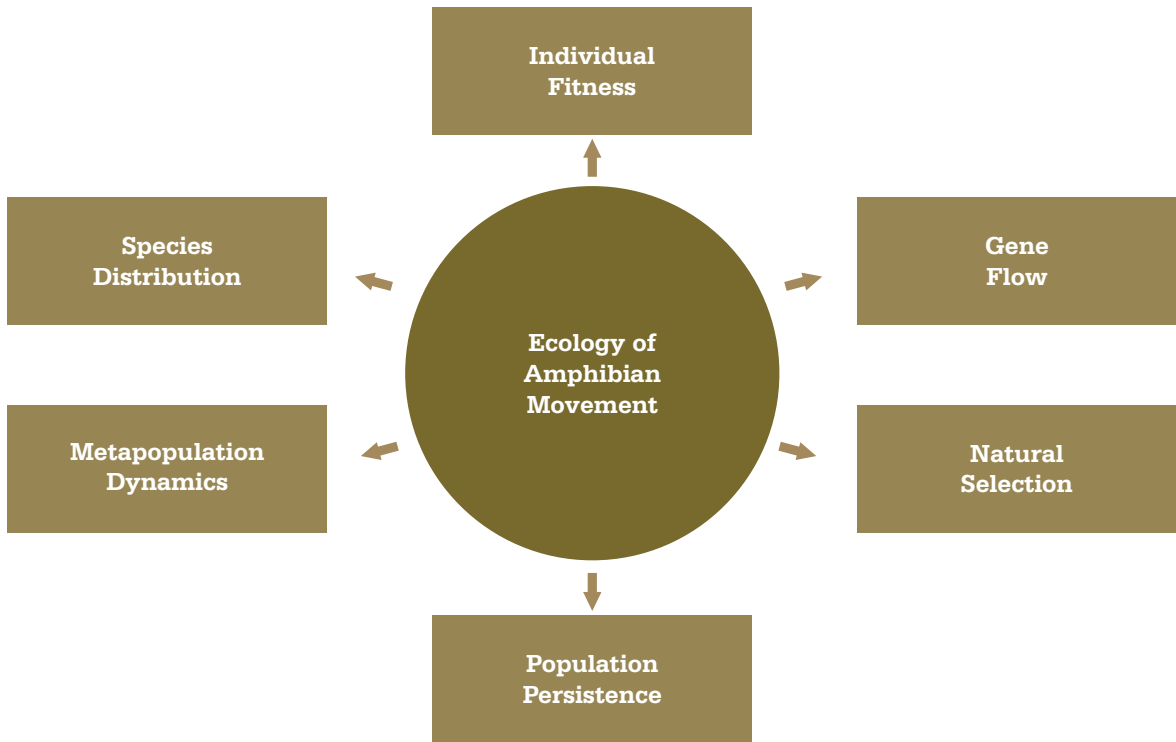 Individual
Fitness
Species
Distribution
Gene
Flow
Ecology of
Amphibian
Movement
Metapopulation
Dynamics
Natural
Selection
Population
Persistence